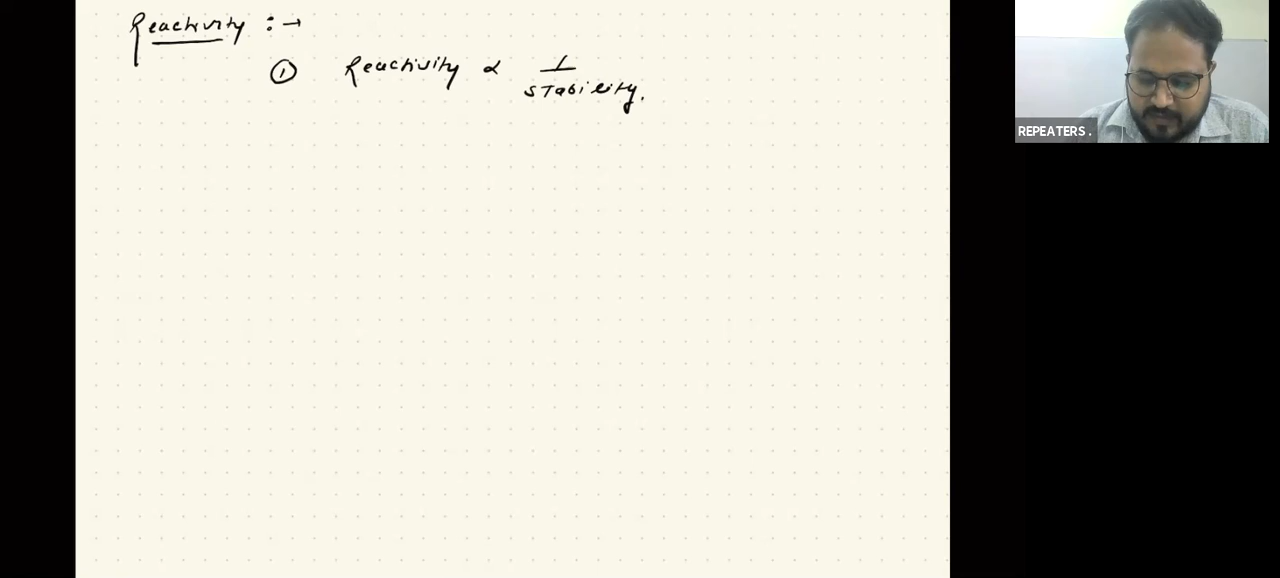 Reactivity :→
① Reactivity ∝ 1/stability.
REPEATERS.